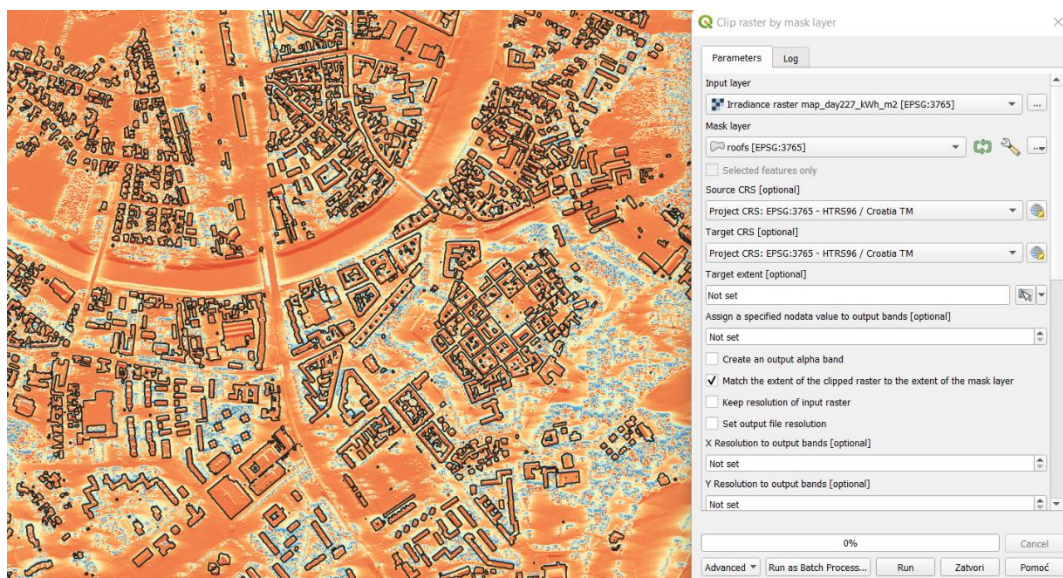 Clip raster by mask layer
Parameters
Log
Input layer
Irradiance raster map_day227_kWh_m2 [EPSG:3765]
...
Mask layer
roofs [EPSG:3765]
...
Selected features only
Source CRS [optional]
Project CRS: EPSG:3765 - HTRS96 / Croatia TM
Target CRS [optional]
Project CRS: EPSG:3765 - HTRS96 / Croatia TM
Target extent [optional]
Not set
Assign a specified nodata value to output bands [optional]
Not set
Create an output alpha band
Match the extent of the clipped raster to the extent of the mask layer
Keep resolution of input raster
Set output file resolution
X Resolution to output bands [optional]
Not set
Y Resolution to output bands [optional]
Not set
0%
Cancel
Advanced
Run as Batch Process...
Run
Zatvori
Pomoć